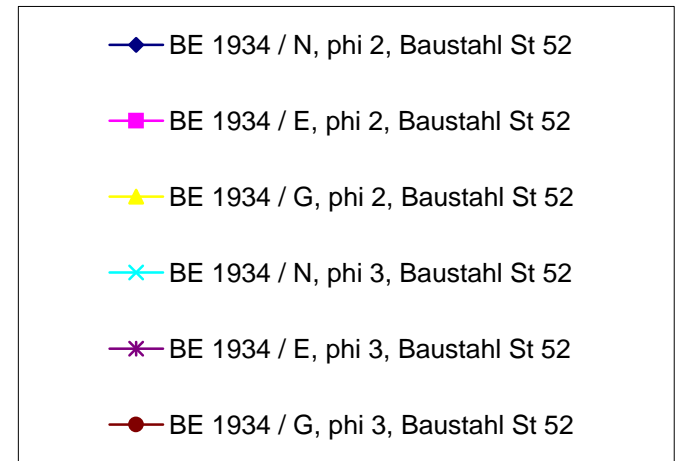 BE 1934 / N, phi 2, Baustahl St 52
BE 1934 / E, phi 2, Baustahl St 52
BE 1934 / G, phi 2, Baustahl St 52
BE 1934 / N, phi 3, Baustahl St 52
BE 1934 / E, phi 3, Baustahl St 52
BE 1934 / G, phi 3, Baustahl St 52